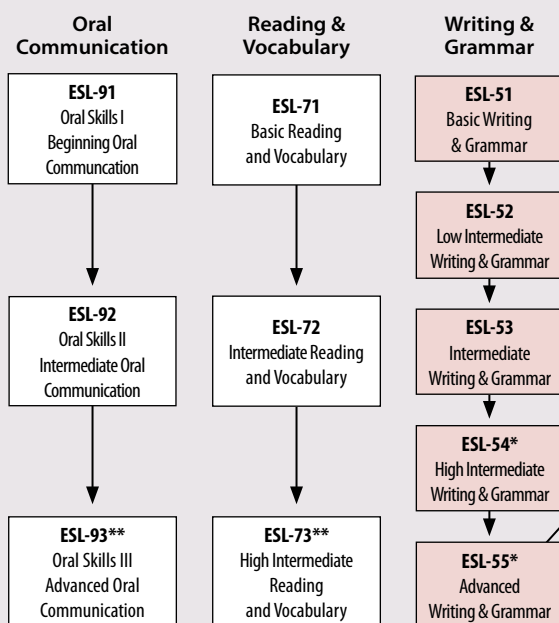 Oral
Communication
ESL-91
Oral Skills I
Beginning Oral
Communcation
ESL-92
Oral Skills II
Intermediate Oral
Communication
ESL-93**
Oral Skills III
Advanced Oral
Communication
Reading &
Vocabulary
ESL-71
Basic Reading
and Vocabulary
ESL-72
Intermediate Reading
and Vocabulary
ESL-73**
High Intermediate
Reading
and Vocabulary
Writing &
Grammar
ESL-51
Basic Writing
& Grammar
ESL-52
Low Intermediate
Writing & Grammar
ESL-53
Intermediate
Writing & Grammar
ESL-54*
High Intermediate
Writing & Grammar
ESL-55*
Advanced
Writing & Grammar